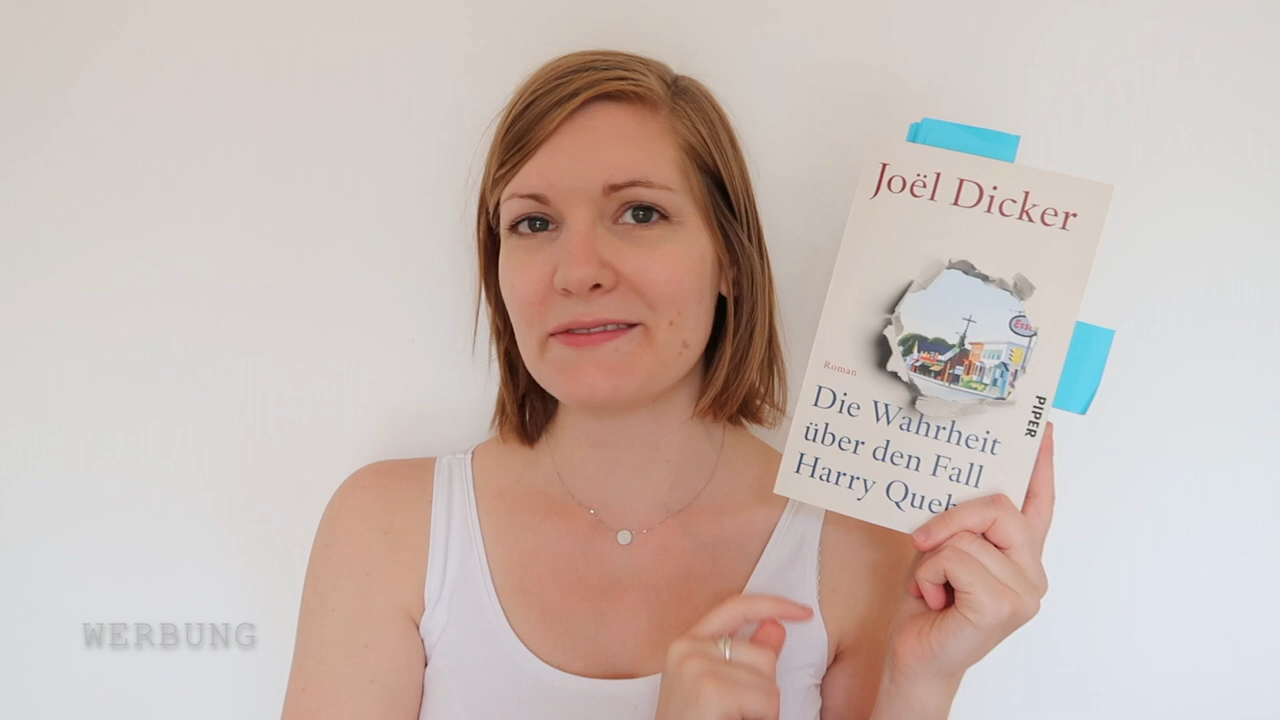 Joël Dicker
Esso
Roman
Die Wahrheit
über den Fall
Harry Queb
PIPER
WERBUNG